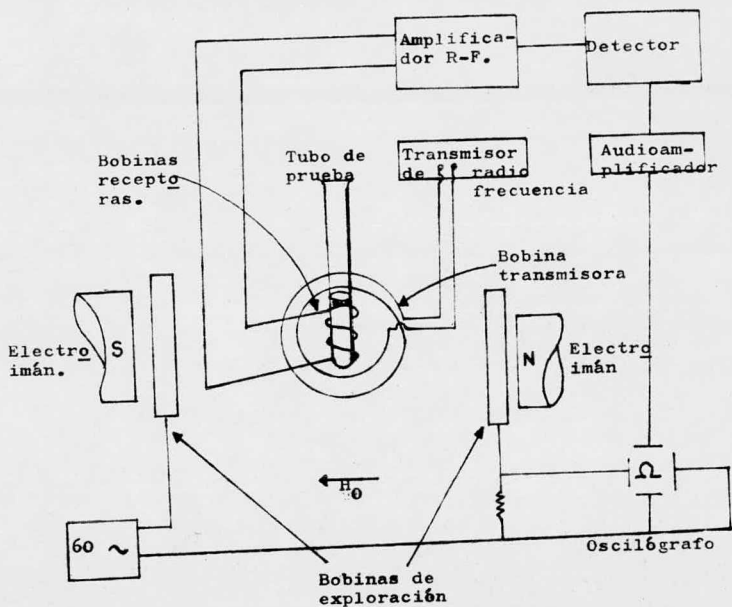 Amplifica-
dor R-F.
Detector
Bobinas
recepto
ras.
Tubo de
prueba
Transmisor
de radio
frecuencia
Audioam-
plificador
Bobina
transmisora
Electro
imán.
S
N
Electro
imán
H₀
Ω
60 ~
Oscilógrafo
Bobinas de
exploración